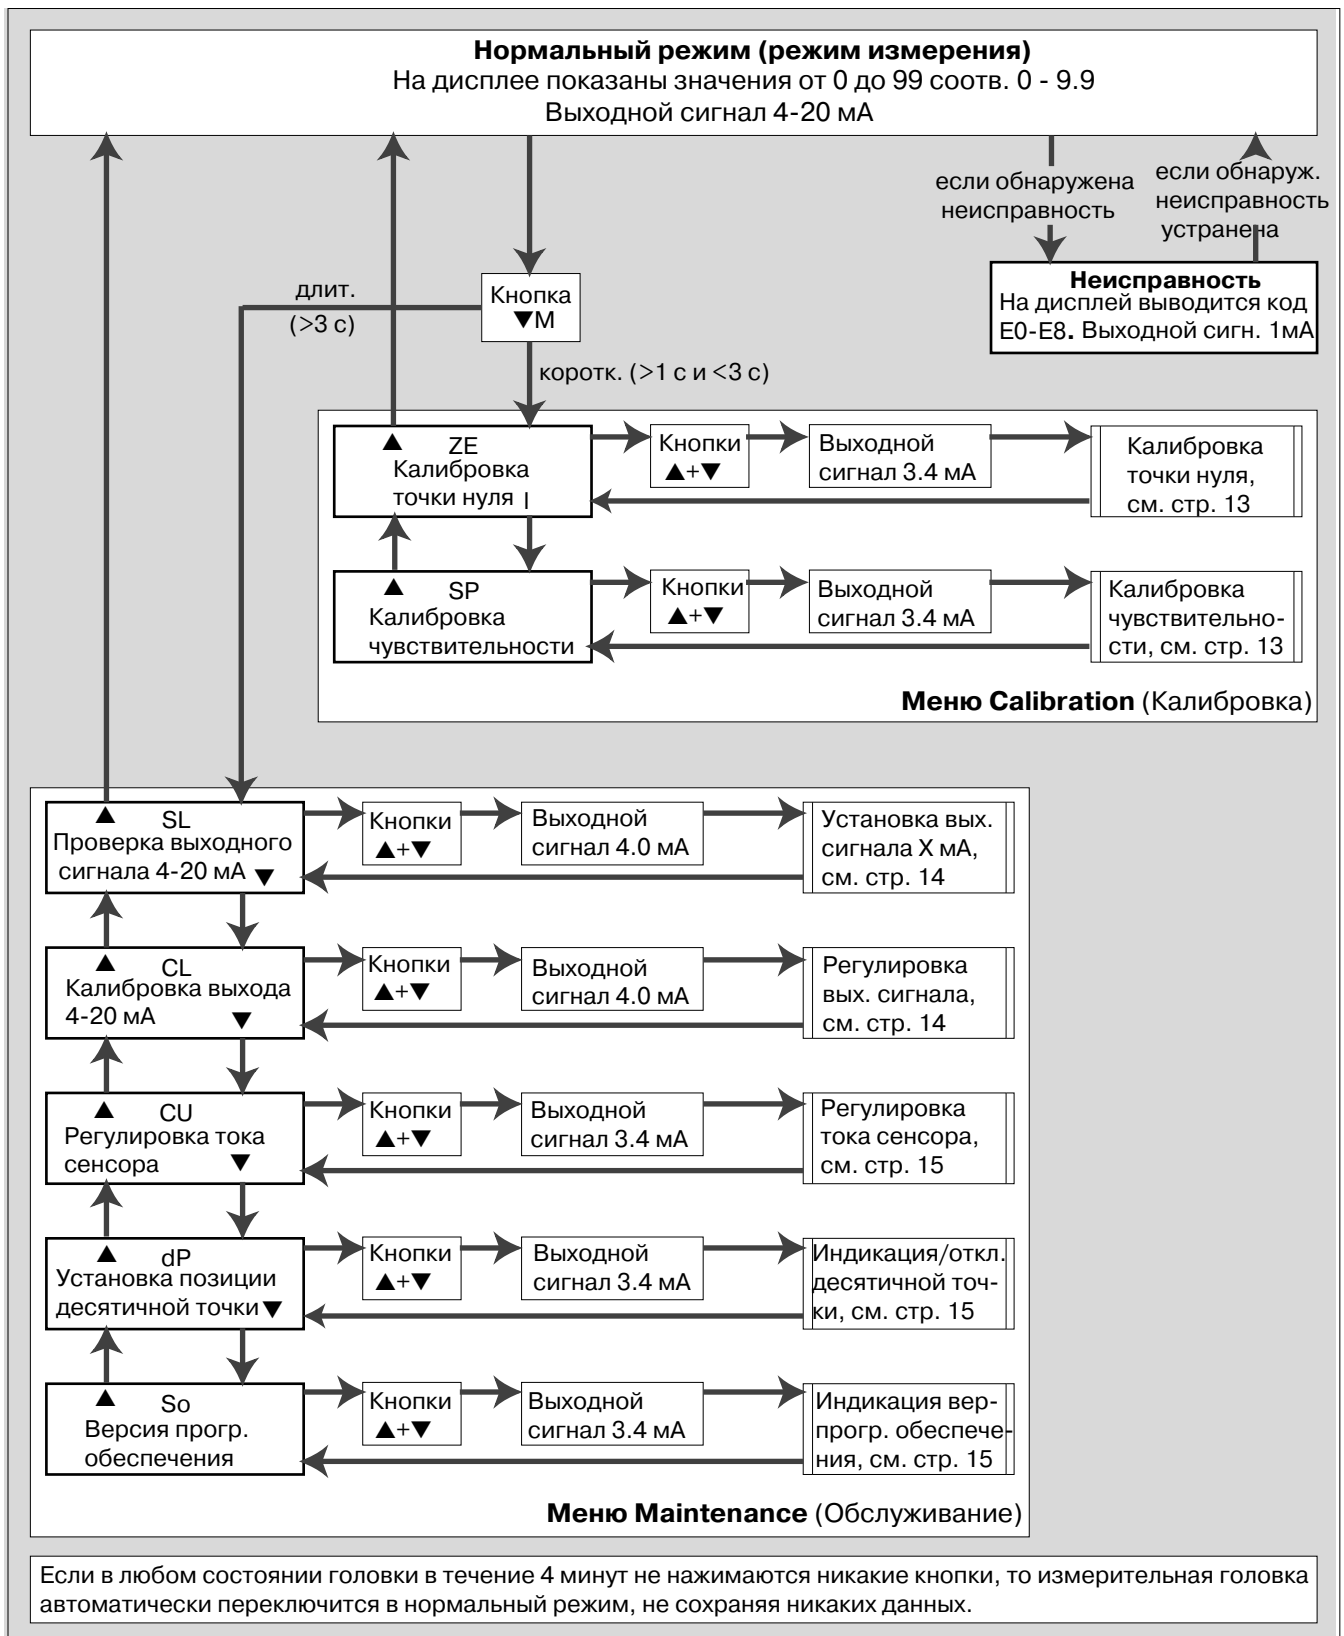 Нормальный режим (режим измерения)
На дисплее показаны значения от 0 до 99 соотв. 0 - 9.9
Выходной сигнал 4-20 мА
если обнаружена
неисправность
если обнаруж.
неисправность
устранена
Неисправность
На дисплей выводится код
E0-E8. Выходной сигн. 1мА
длит.
(>3 с)
Кнопка
▼М
коротк. (>1 с и <3 с)
▲ ZE
Калибровка
точки нуля
Кнопки
▲+▼
Выходной
сигнал 3.4 мА
Калибровка
точки нуля,
см. стр. 13
▲ SP
Калибровка
чувствительности
Кнопки
▲+▼
Выходной
сигнал 3.4 мА
Калибровка
чувствительно-
сти, см. стр. 13
Меню Calibration (Калибровка)
▲ SL
Проверка выходного
сигнала 4-20 мА ▼
Кнопки
▲+▼
Выходной
сигнал 4.0 мА
Установка вых.
сигнала X мА,
см. стр. 14
▲ CL
Калибровка выхода
4-20 мА ▼
Кнопки
▲+▼
Выходной
сигнал 4.0 мА
Регулировка
вых. сигнала,
см. стр. 14
▲ CU
Регулировка тока
сенсора ▼
Кнопки
▲+▼
Выходной
сигнал 3.4 мА
Регулировка
тока сенсора,
см. стр. 15
▲ dP
Установка позиции
десятичной точки ▼
Кнопки
▲+▼
Выходной
сигнал 3.4 мА
Индикация/откл.
десятичной точ-
ки, см. стр. 15
▲ So
Версия прогр.
обеспечения
Кнопки
▲+▼
Выходной
сигнал 3.4 мА
Индикация вер-
прогр. обеспече-
ния, см. стр. 15
Меню Maintenance (Обслуживание)
Если в любом состоянии головки в течение 4 минут не нажимаются никакие кнопки, то измерительная головка
автоматически переключится в нормальный режим, не сохраняя никаких данных.